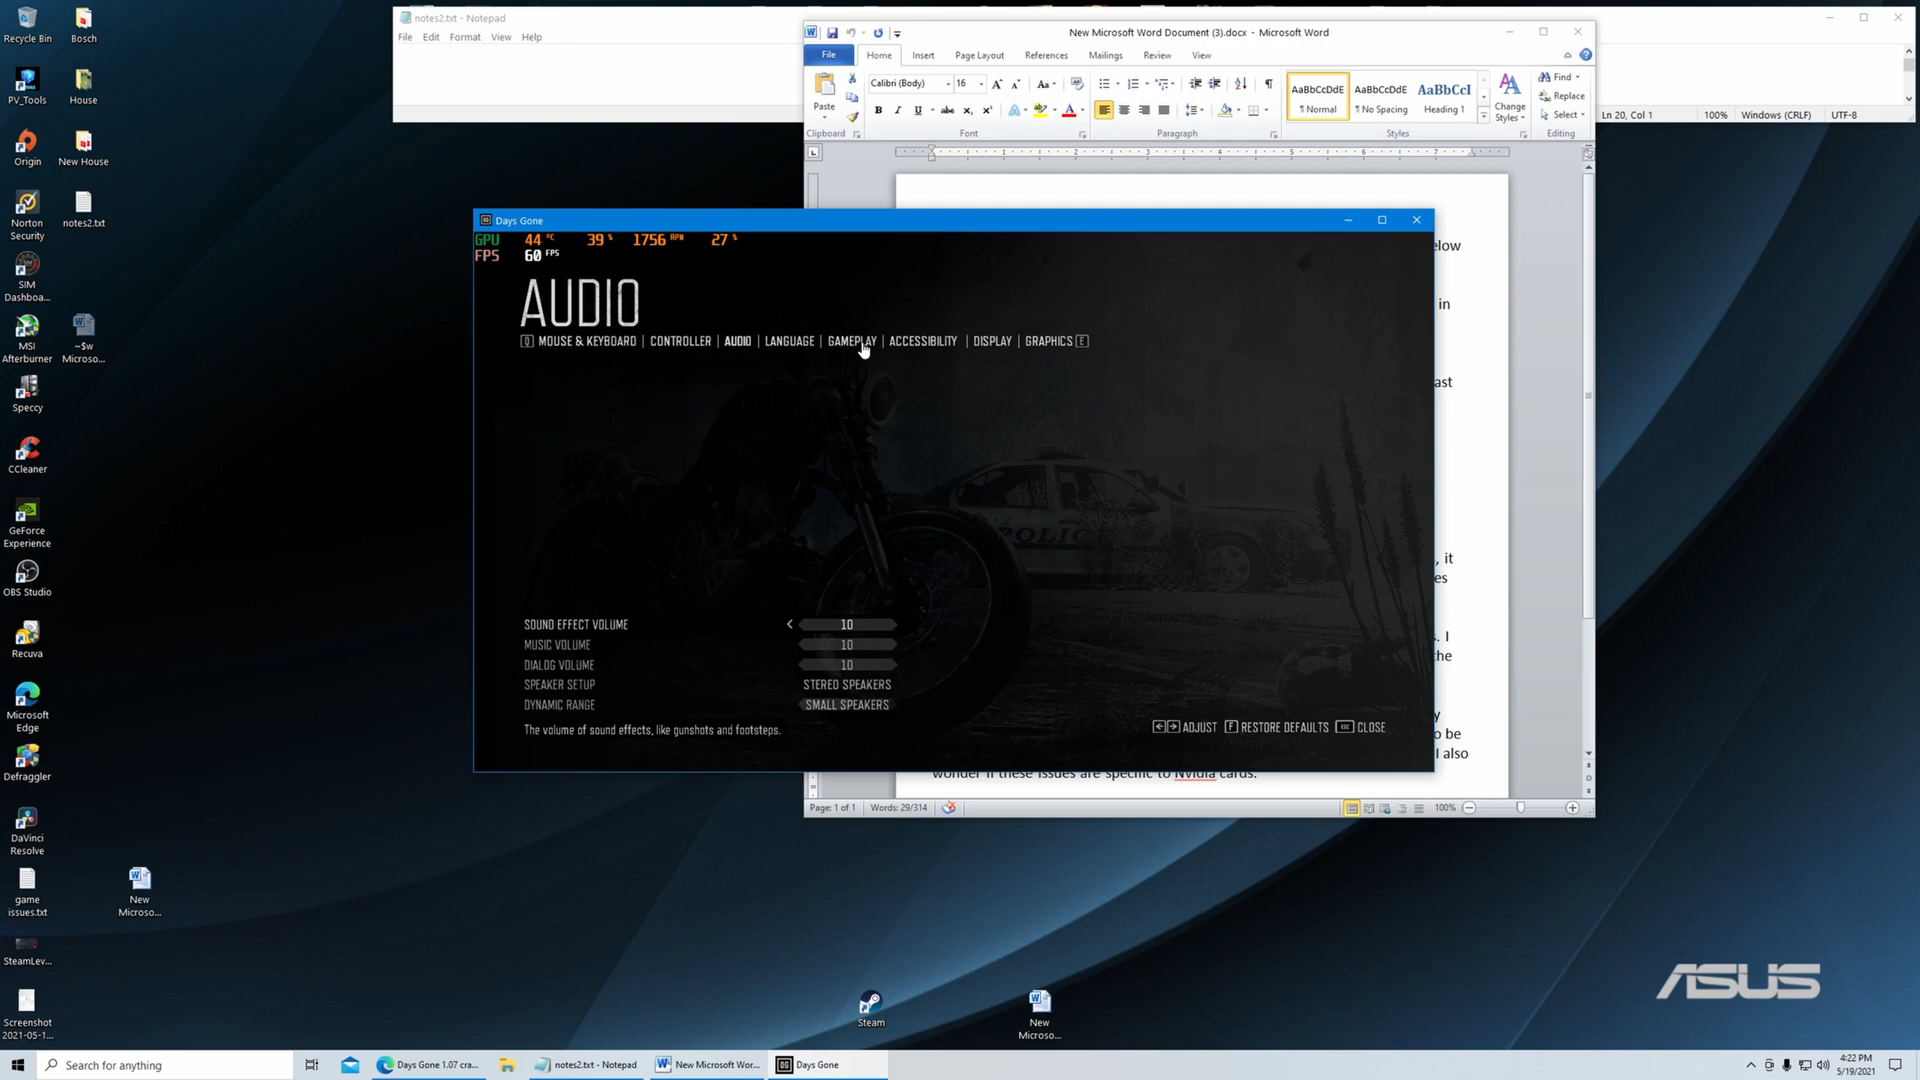 Recycle Bin
Bosch
PV_Tools
House
Origin
New House
Norton
Security
notes2.txt
SIM
Dashboa...
MSI
Afterburner
~$w
Microso...
Speccy
CCleaner
GeForce
Experience
OBS Studio
Recuva
Microsoft
Edge
Defraggler
DaVinci
Resolve
game
issues.txt
New
Microso...
SteamLev...
Screenshot
2021-05-1...
Steam
New
Microso...
notes2.txt - Notepad
File Edit Format View Help
Ln 20, Col 1 100% Windows (CRLF) UTF-8
New Microsoft Word Document (3).docx - Microsoft Word
File Home Insert Page Layout References Mailings Review View
Calibri (Body) 16
Paste
AaBbCcDdE AaBbCcDdE AaBbCcI
¶ Normal ¶ No Spacing Heading 1
Change
Styles
Find
Replace
Select
Clipboard Font Paragraph Styles Editing
1 2 3 4 5 6 7
elow
in
ast
, it
es
s. I
the
y
o be
I also
wonder if these issues are specific to Nvidia cards.
Page: 1 of 1 Words: 29/314 100%
Days Gone
GPU 44 °C 39 % 1756 RPM 27 %
FPS 60 FPS
AUDIO
Q MOUSE & KEYBOARD | CONTROLLER | AUDIO | LANGUAGE | GAMEPLAY | ACCESSIBILITY | DISPLAY | GRAPHICS E
POLICE
SOUND EFFECT VOLUME < 10
MUSIC VOLUME 10
DIALOG VOLUME 10
SPEAKER SETUP STEREO SPEAKERS
DYNAMIC RANGE SMALL SPEAKERS
The volume of sound effects, like gunshots and footsteps.
ADJUST F RESTORE DEFAULTS ESC CLOSE
ASUS
Search for anything
Days Gone 1.07 cra...
notes2.txt - Notepad
New Microsoft Wor...
Days Gone
4:22 PM
5/19/2021